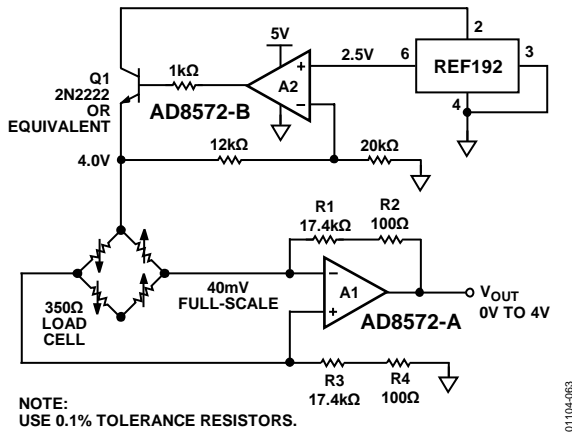 2
1kΩ
5V
Q1
2N2222
OR
EQUIVALENT
A2
+
−
2.5V
6
REF192
3
4
AD8572-B
4.0V
12kΩ
20kΩ
R1
17.4kΩ
R2
100Ω
350Ω
LOAD
CELL
40mV
FULL-SCALE
−
A1
+
AD8572-A
VOUT
0V TO 4V
R3
17.4kΩ
R4
100Ω
NOTE:
USE 0.1% TOLERANCE RESISTORS.
01104-063